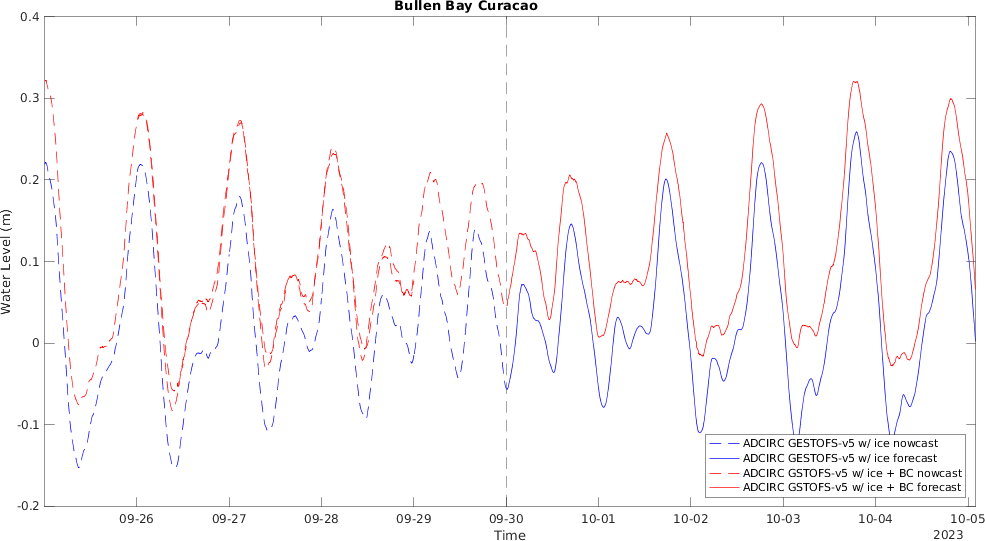 Bullen Bay Curacao
0.4
0.3
0.2
0.1
0
-0.1
-0.2
Water Level (m)
ADCIRC GESTOFS-v5 w/ ice nowcast
ADCIRC GESTOFS-v5 w/ ice forecast
ADCIRC GSTOFS-v5 w/ ice + BC nowcast
ADCIRC GSTOFS-v5 w/ ice + BC forecast
09-26 09-27 09-28 09-29 09-30 10-01 10-02 10-03 10-04 10-05
Time
2023